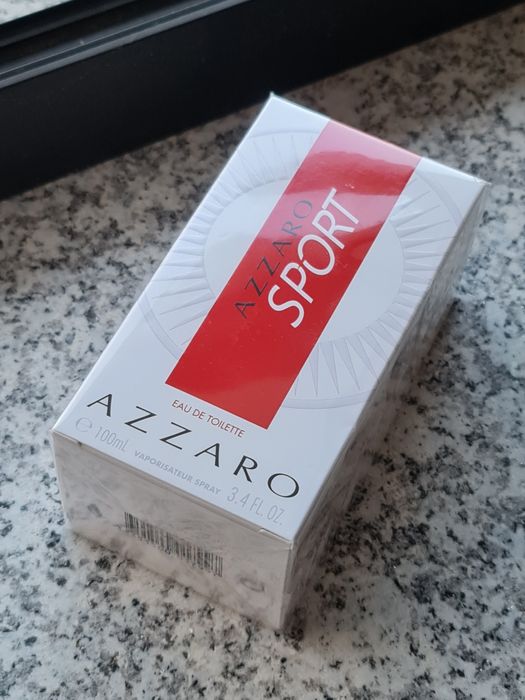 AZZARO
SPORT
EAU DE TOILETTE
AZZARO
℮ 100mL VAPORISATEUR SPRAY 3.4 FL.OZ.